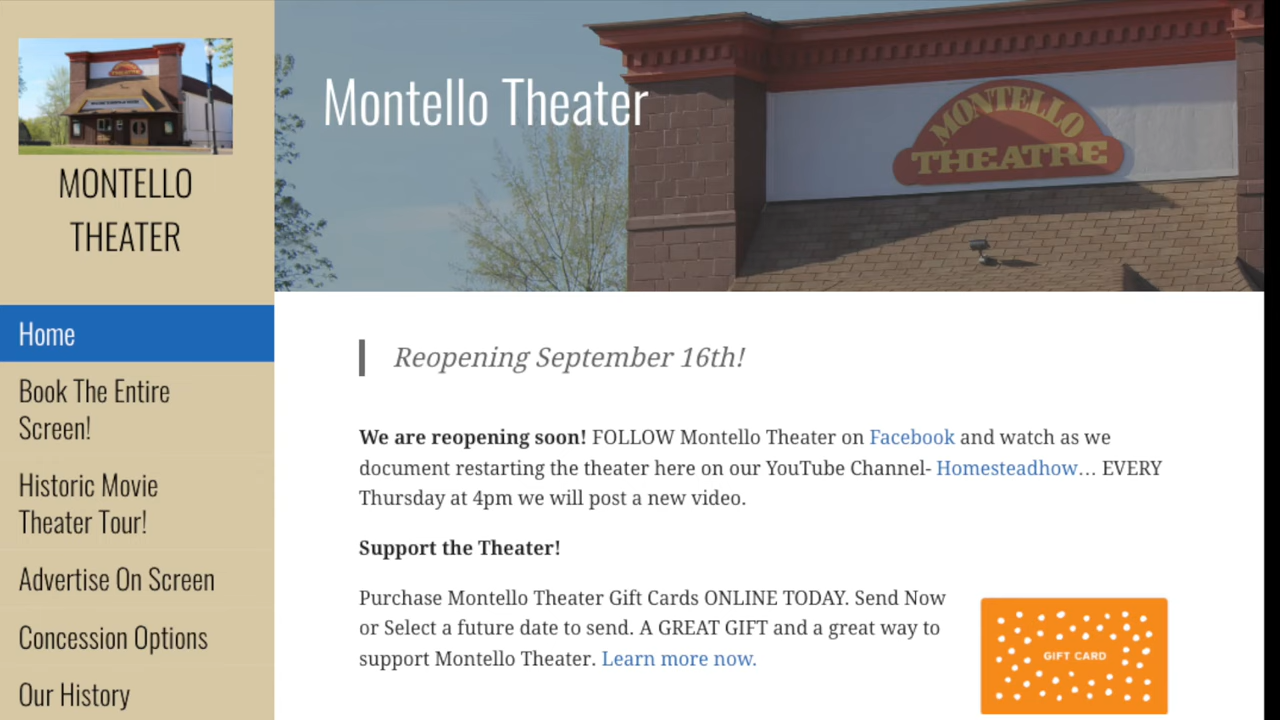 MONTELLO
THEATER
Home
Book The Entire
Screen!
Historic Movie
Theater Tour!
Advertise On Screen
Concession Options
Our History
Montello Theater
MONTELLO
THEATRE
Reopening September 16th!
We are reopening soon! FOLLOW Montello Theater on Facebook and watch as we
document restarting the theater here on our YouTube Channel- Homesteadhow… EVERY
Thursday at 4pm we will post a new video.
Support the Theater!
Purchase Montello Theater Gift Cards ONLINE TODAY. Send Now
or Select a future date to send. A GREAT GIFT and a great way to
support Montello Theater. Learn more now.
GIFT CARD